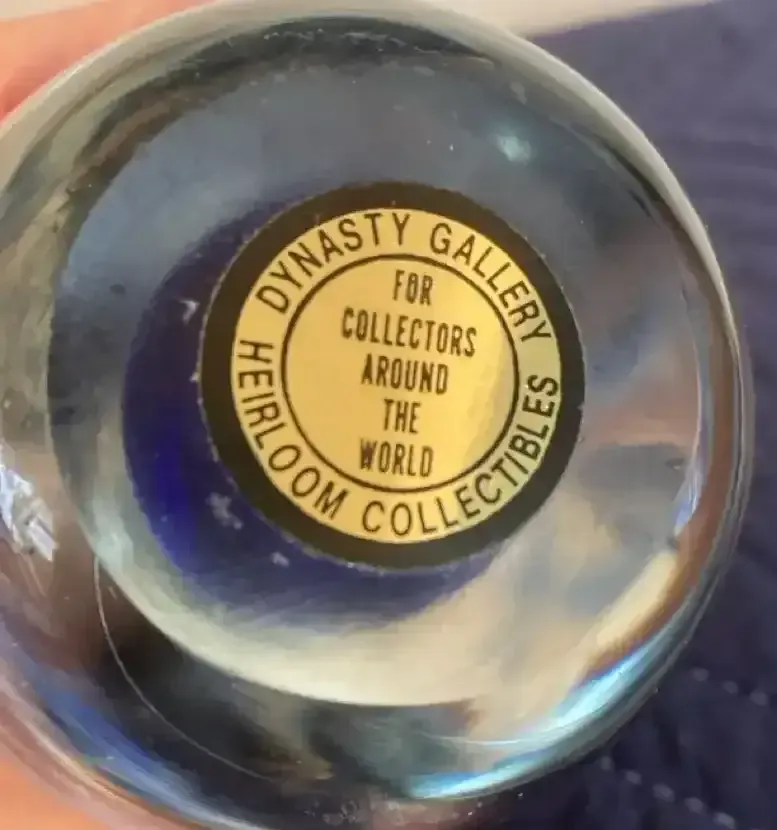 DYNASTY GALLERY
FOR
COLLECTORS
AROUND
THE
WORLD
HEIRLOOM COLLECTIBLES